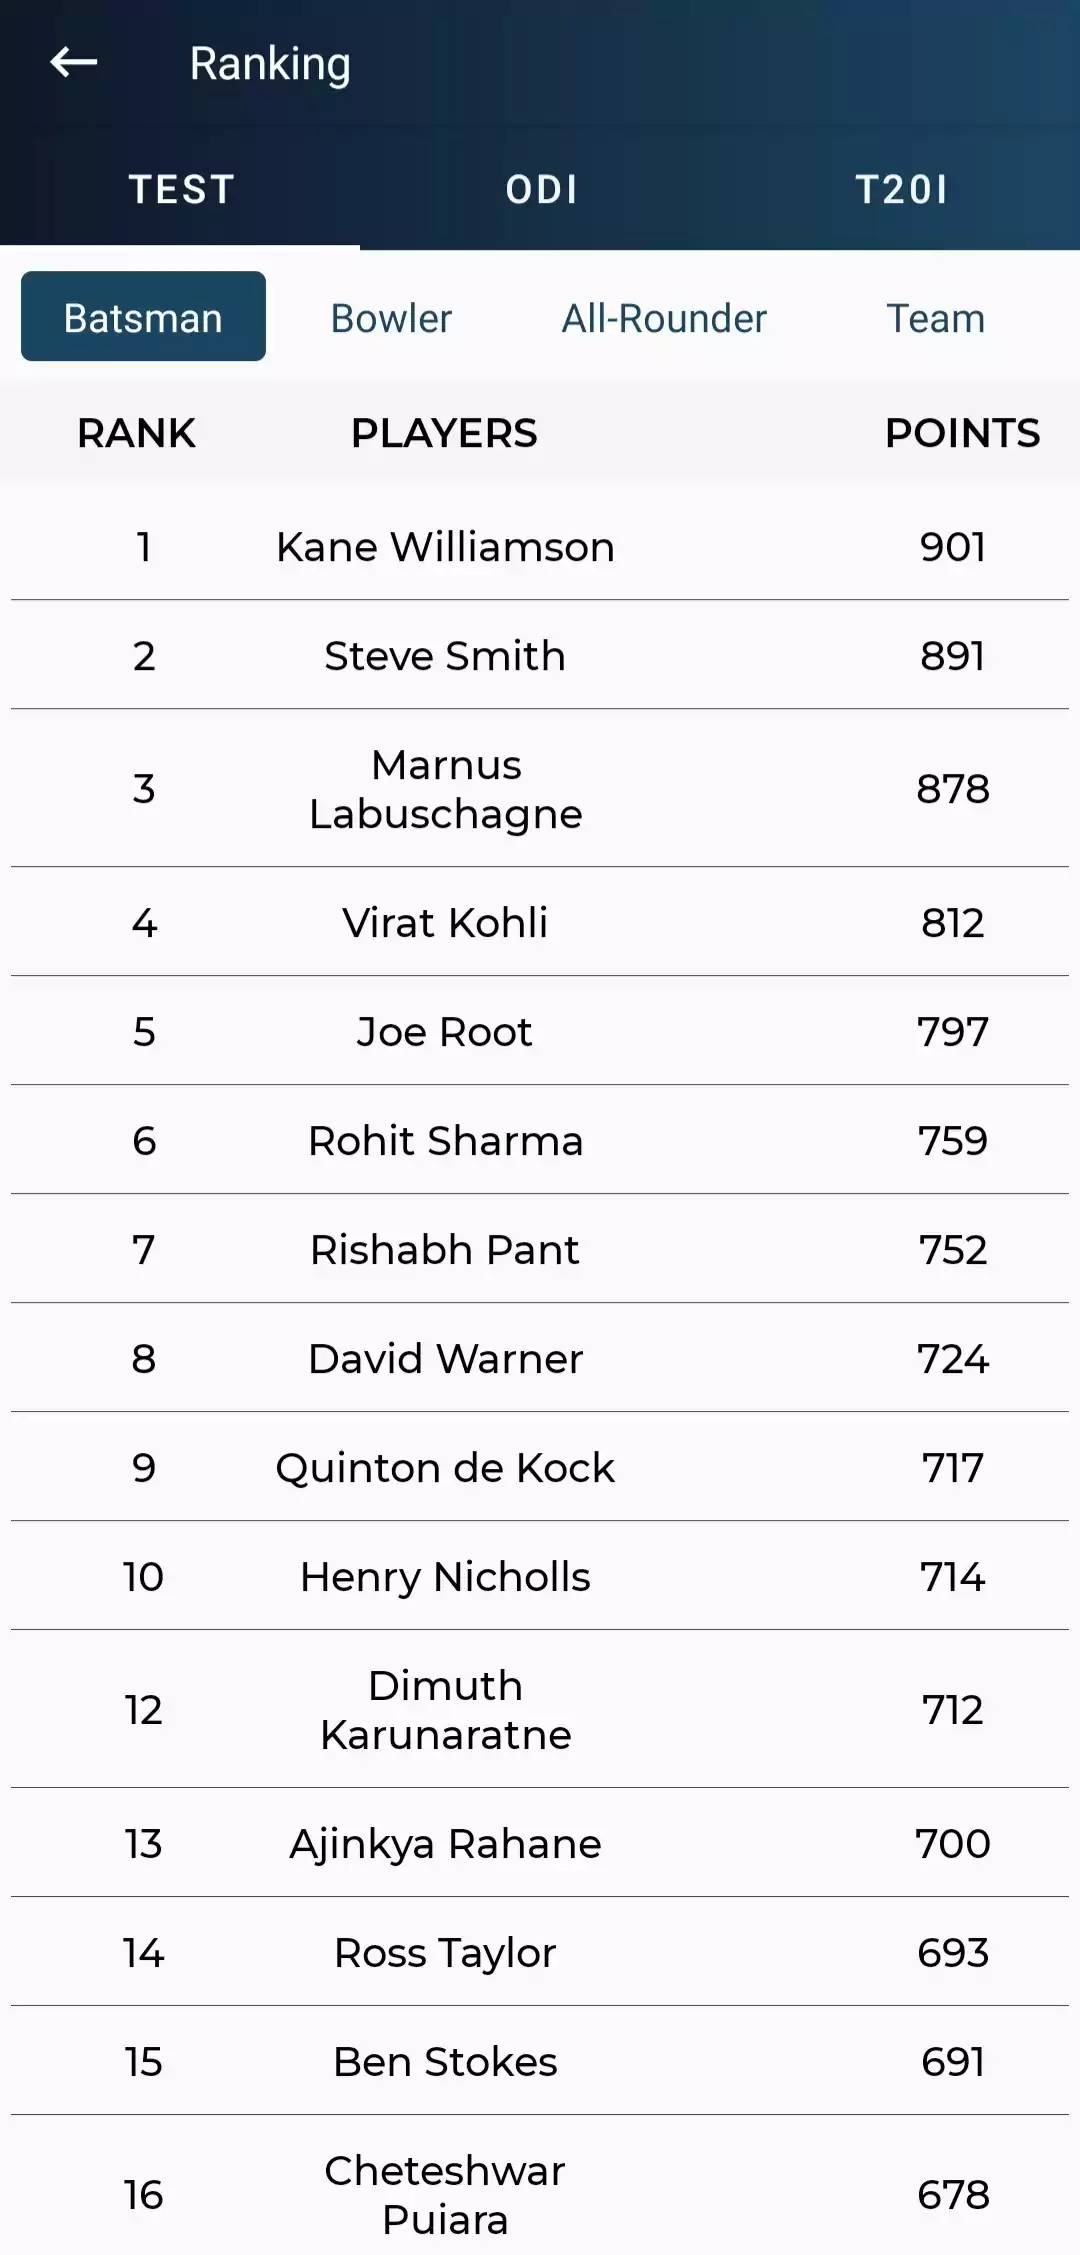 Ranking
TEST ODI T20I
Batsman Bowler All-Rounder Team
RANK PLAYERS POINTS
1 Kane Williamson 901
2 Steve Smith 891
3 Marnus Labuschagne 878
4 Virat Kohli 812
5 Joe Root 797
6 Rohit Sharma 759
7 Rishabh Pant 752
8 David Warner 724
9 Quinton de Kock 717
10 Henry Nicholls 714
12 Dimuth Karunaratne 712
13 Ajinkya Rahane 700
14 Ross Taylor 693
15 Ben Stokes 691
16 Cheteshwar Pujara 678